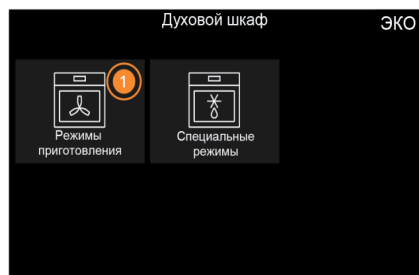 Духовой шкаф
ЭКО
1
Режимы
приготовления
Специальные
режимы